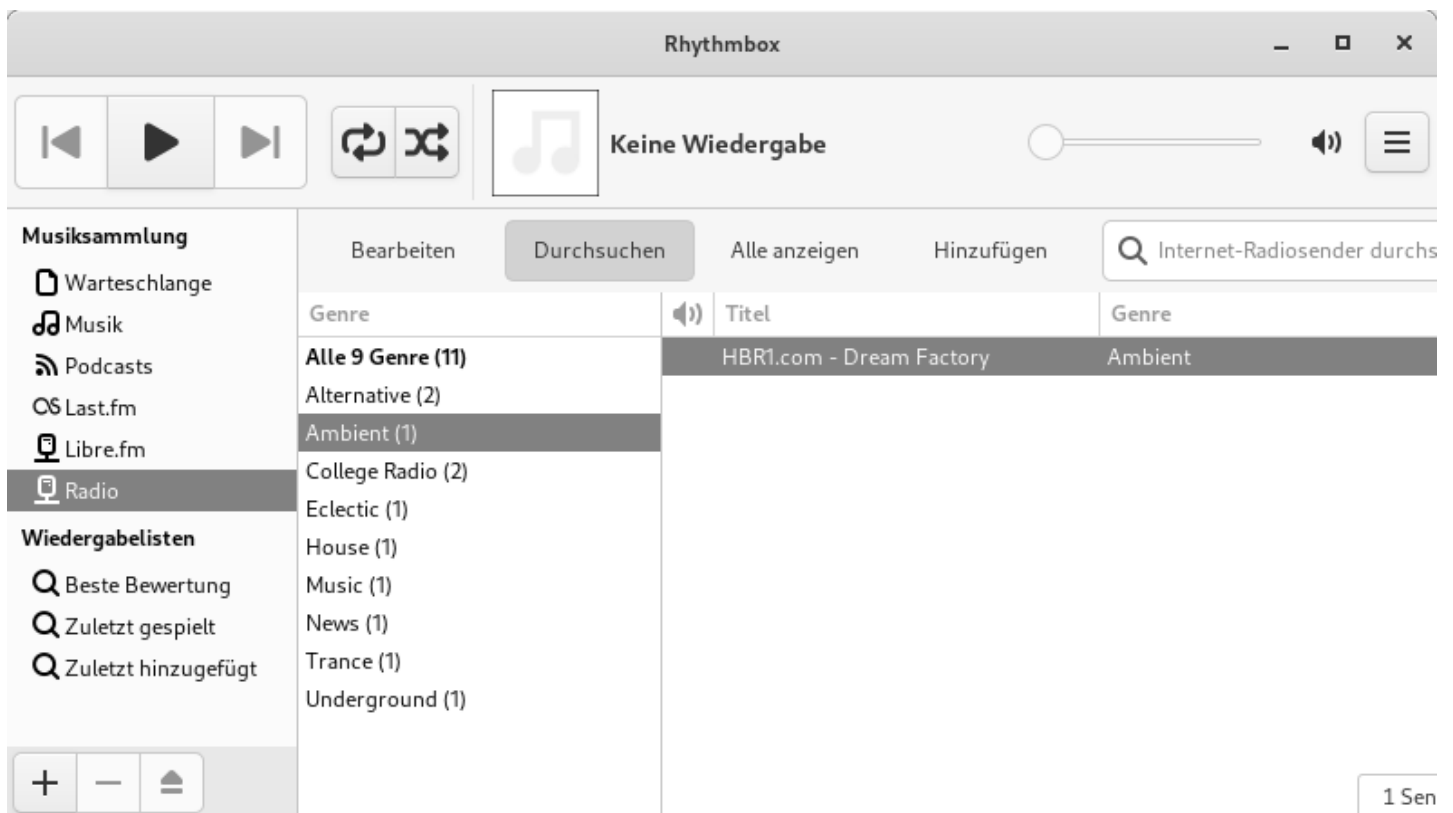 Rhythmbox
Keine Wiedergabe
Musiksammlung
Warteschlange
Musik
Podcasts
Last.fm
Libre.fm
Radio
Wiedergabelisten
Beste Bewertung
Zuletzt gespielt
Zuletzt hinzugefügt
Bearbeiten Durchsuchen Alle anzeigen Hinzufügen Internet-Radiosender durchs
Genre
Alle 9 Genre (11)
Alternative (2)
Ambient (1)
College Radio (2)
Eclectic (1)
House (1)
Music (1)
News (1)
Trance (1)
Underground (1)
Titel Genre
HBR1.com - Dream Factory Ambient
1 Sen